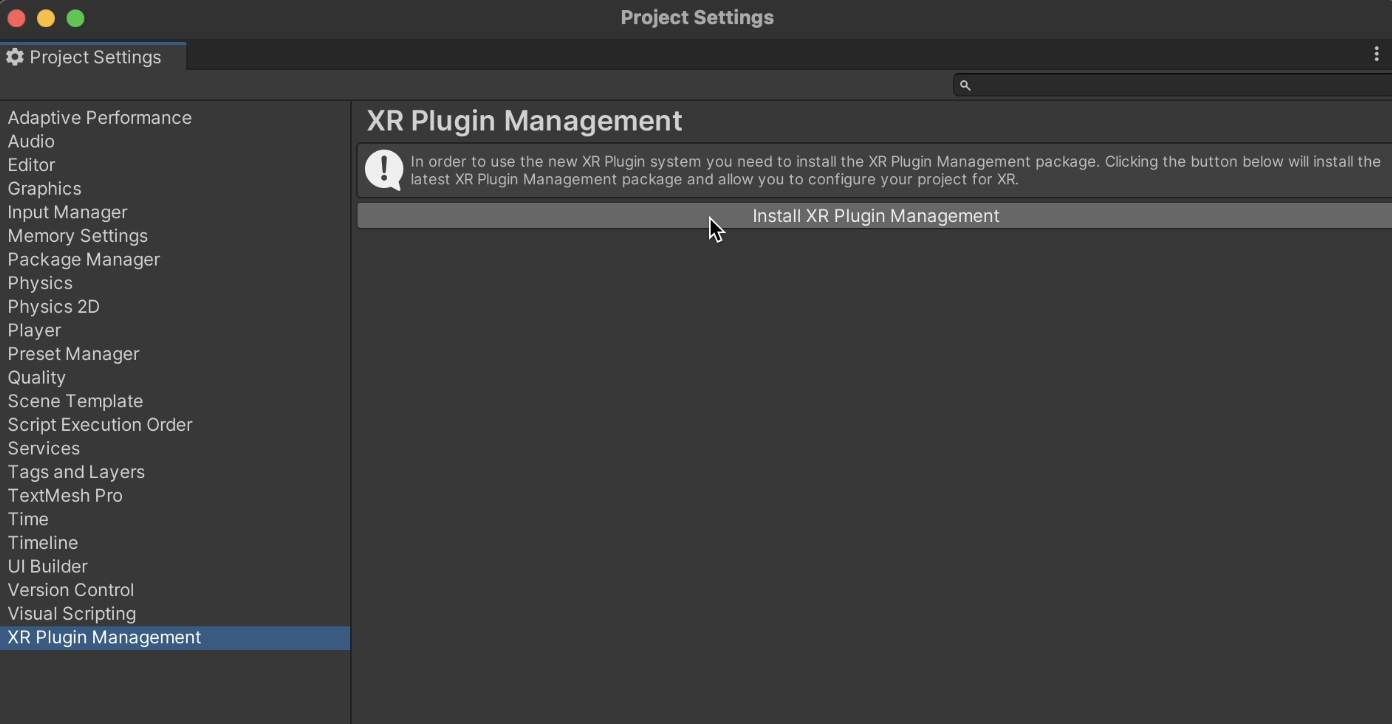 Project Settings
Project Settings
Adaptive Performance
Audio
Editor
Graphics
Input Manager
Memory Settings
Package Manager
Physics
Physics 2D
Player
Preset Manager
Quality
Scene Template
Script Execution Order
Services
Tags and Layers
TextMesh Pro
Time
Timeline
UI Builder
Version Control
Visual Scripting
XR Plugin Management
XR Plugin Management
In order to use the new XR Plugin system you need to install the XR Plugin Management package. Clicking the button below will install the
latest XR Plugin Management package and allow you to configure your project for XR.
Install XR Plugin Management